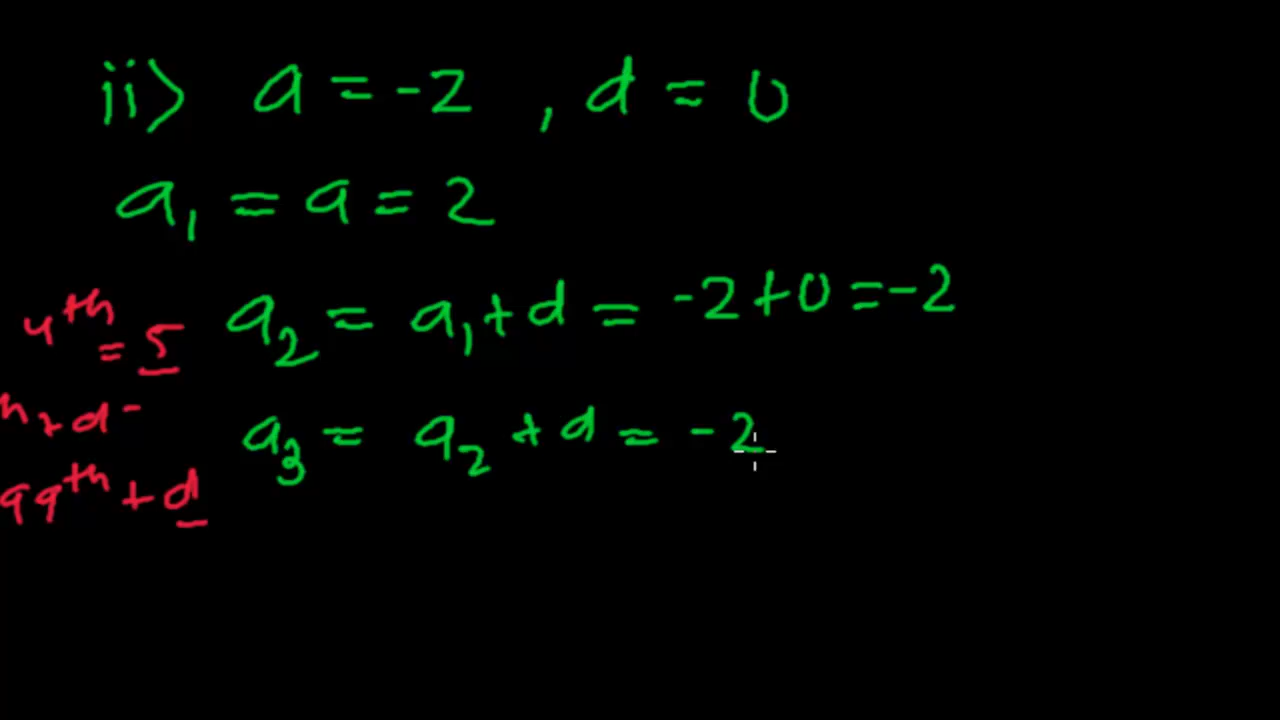 ii) a = -2 , d = 0
a₁ = a = 2
a₂ = a₁ + d = -2 + 0 = -2
a₃ = a₂ + d = -2
4th
= 5
+ d -
99th + d